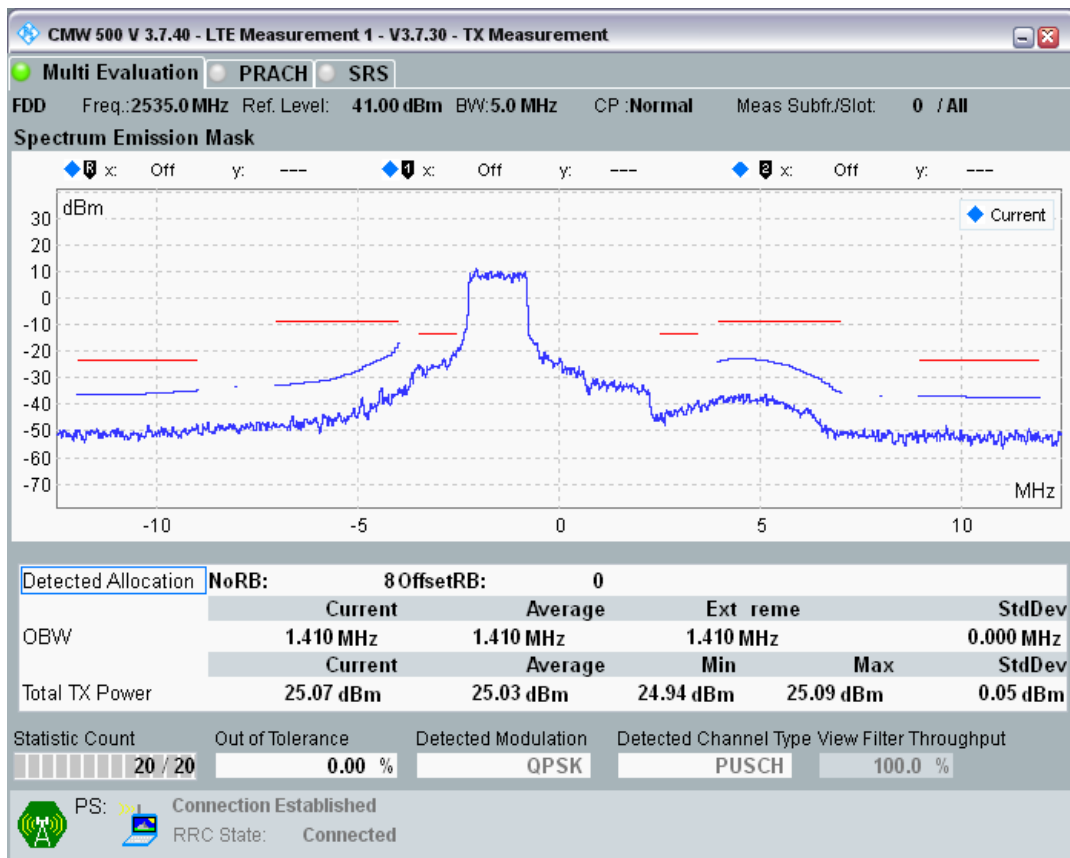 CMW 500 V 3.7.40 - LTE Measurement 1 - V3.7.30 - TX Measurement
Multi Evaluation PRACH SRS
FDD Freq.:2535.0 MHz Ref. Level: 41.00 dBm BW:5.0 MHz CP :Normal Meas Subfr./Slot: 0 / All
Spectrum Emission Mask
R x: Off y: --- 1 x: Off y: --- 2 x: Off y: ---
dBm
Current
30
20
10
0
-10
-20
-30
-40
-50
-60
-70
MHz
-10 -5 0 5 10
Detected Allocation NoRB: 8 OffsetRB: 0
Current Average Ext reme StdDev
OBW 1.410 MHz 1.410 MHz 1.410 MHz 0.000 MHz
Current Average Min Max StdDev
Total TX Power 25.07 dBm 25.03 dBm 24.94 dBm 25.09 dBm 0.05 dBm
Statistic Count Out of Tolerance Detected Modulation Detected Channel Type View Filter Throughput
20 / 20 0.00 % QPSK PUSCH 100.0 %
PS: Connection Established
RRC State: Connected